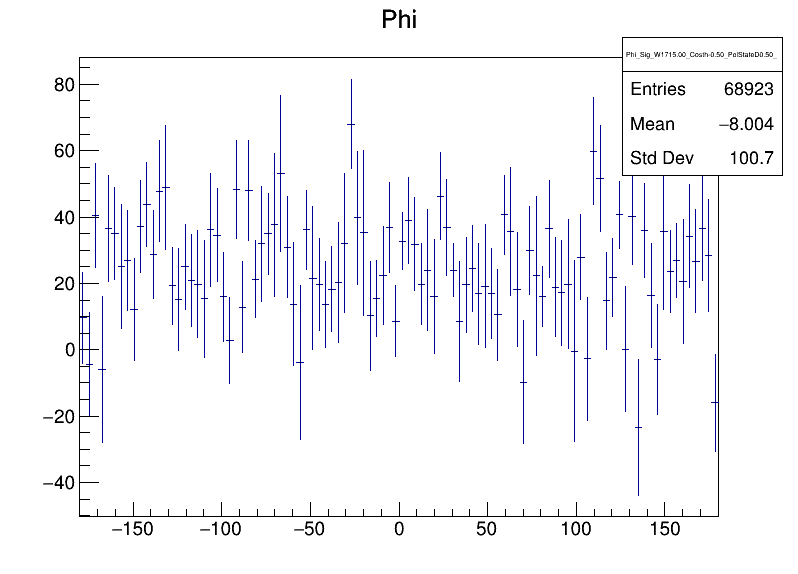 Phi
Phi_Sig_W1715.00_Costh-0.50_PolStateD0.50_
Entries 68923
Mean −8.004
Std Dev 100.7
80
60
40
20
0
−20
−40
−150 −100 −50 0 50 100 150